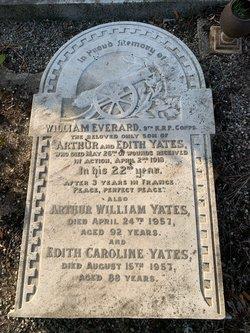 In Proud Memory of
WILLIAM EVERARD, 9TH K.R.R. CORPS.
THE BELOVED ONLY SON OF
ARTHUR AND EDITH YATES,
WHO DIED MAY 26TH OF WOUNDS RECEIVED
IN ACTION, APRIL 2ND 1918.
In his 22ND year.
AFTER 3 YEARS IN FRANCE
PEACE, PERFECT PEACE.
ALSO
ARTHUR WILLIAM YATES,
DIED APRIL 24TH 1957,
AGED 92 YEARS.
AND
EDITH CAROLINE YATES,
DIED AUGUST 15TH 1957,
AGED 88 YEARS.